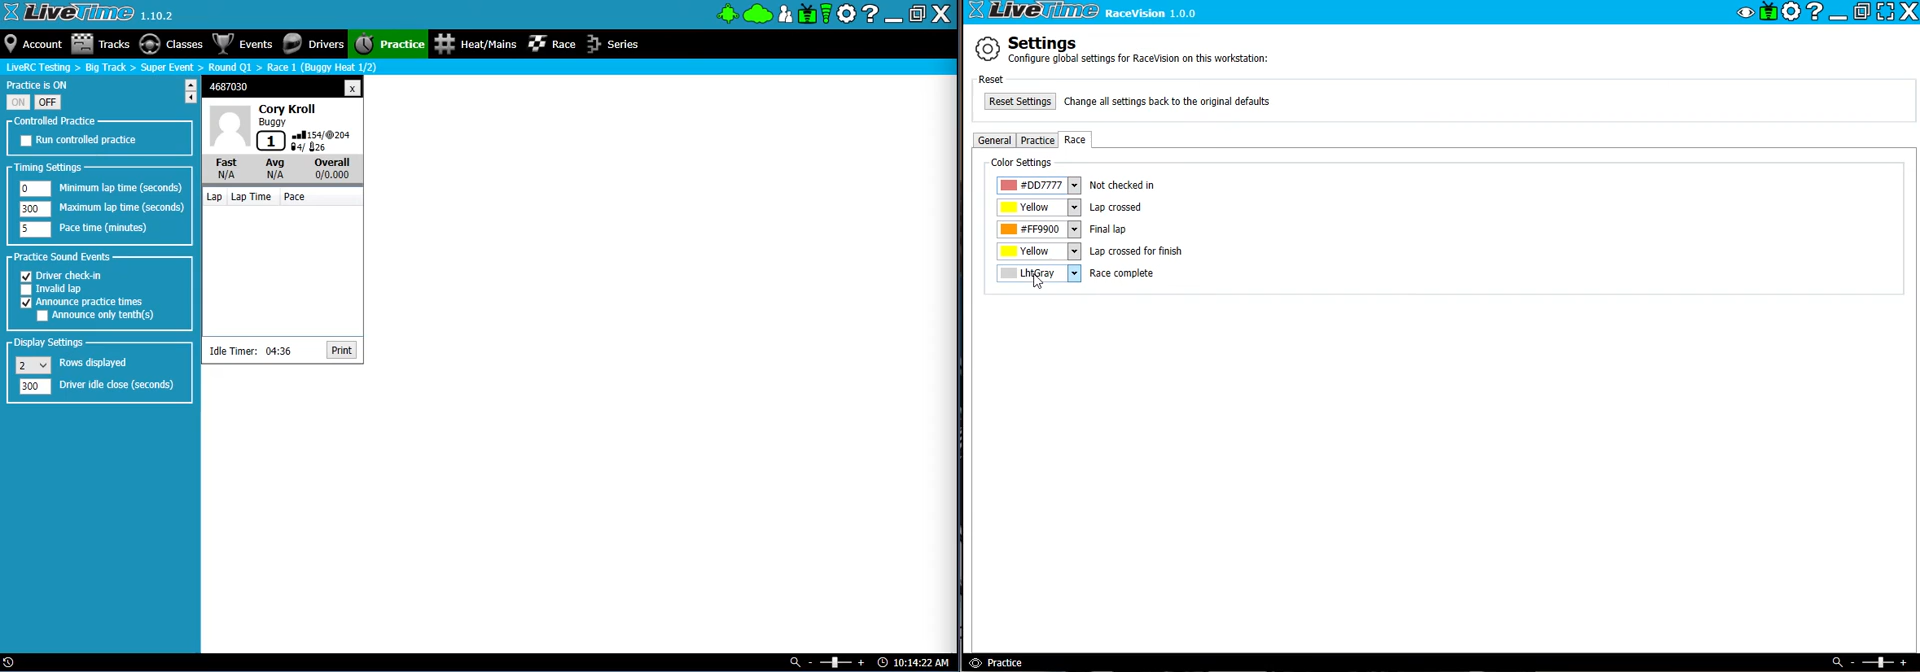 LiveTime 1.10.2
Account Tracks Classes Events Drivers Practice Heat/Mains Race Series
LiveRC Testing > Big Track > Super Event > Round Q1 > Race 1 (Buggy Heat 1/2)
Practice is ON
ON OFF
Controlled Practice
Run controlled practice
Timing Settings
0 Minimum lap time (seconds)
300 Maximum lap time (seconds)
5 Pace time (minutes)
Practice Sound Events
Driver check-in
Invalid lap
Announce practice times
Announce only tenth(s)
Display Settings
2 Rows displayed
300 Driver idle close (seconds)
4687030 x
Cory Kroll
Buggy
1 154/204
4/ 26
Fast Avg Overall
N/A N/A 0/0.000
Lap Lap Time Pace
Idle Timer: 04:36 Print
- + 10:14:22 AM
LiveTime RaceVision 1.0.0
Settings
Configure global settings for RaceVision on this workstation:
Reset
Reset Settings Change all settings back to the original defaults
General Practice Race
Color Settings
#DD7777 Not checked in
Yellow Lap crossed
#FF9900 Final lap
Yellow Lap crossed for finish
LhtGray Race complete
Practice - +